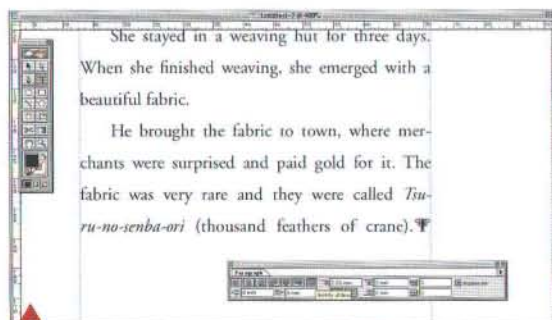 She stayed in a weaving hut for three days.
When she finished weaving, she emerged with a
beautiful fabric.
He brought the fabric to town, where mer-
chants were surprised and paid gold for it. The
fabric was very rare and they were called Tsu-
ru-no-senba-ori (thousand feathers of crane).
Paragraph